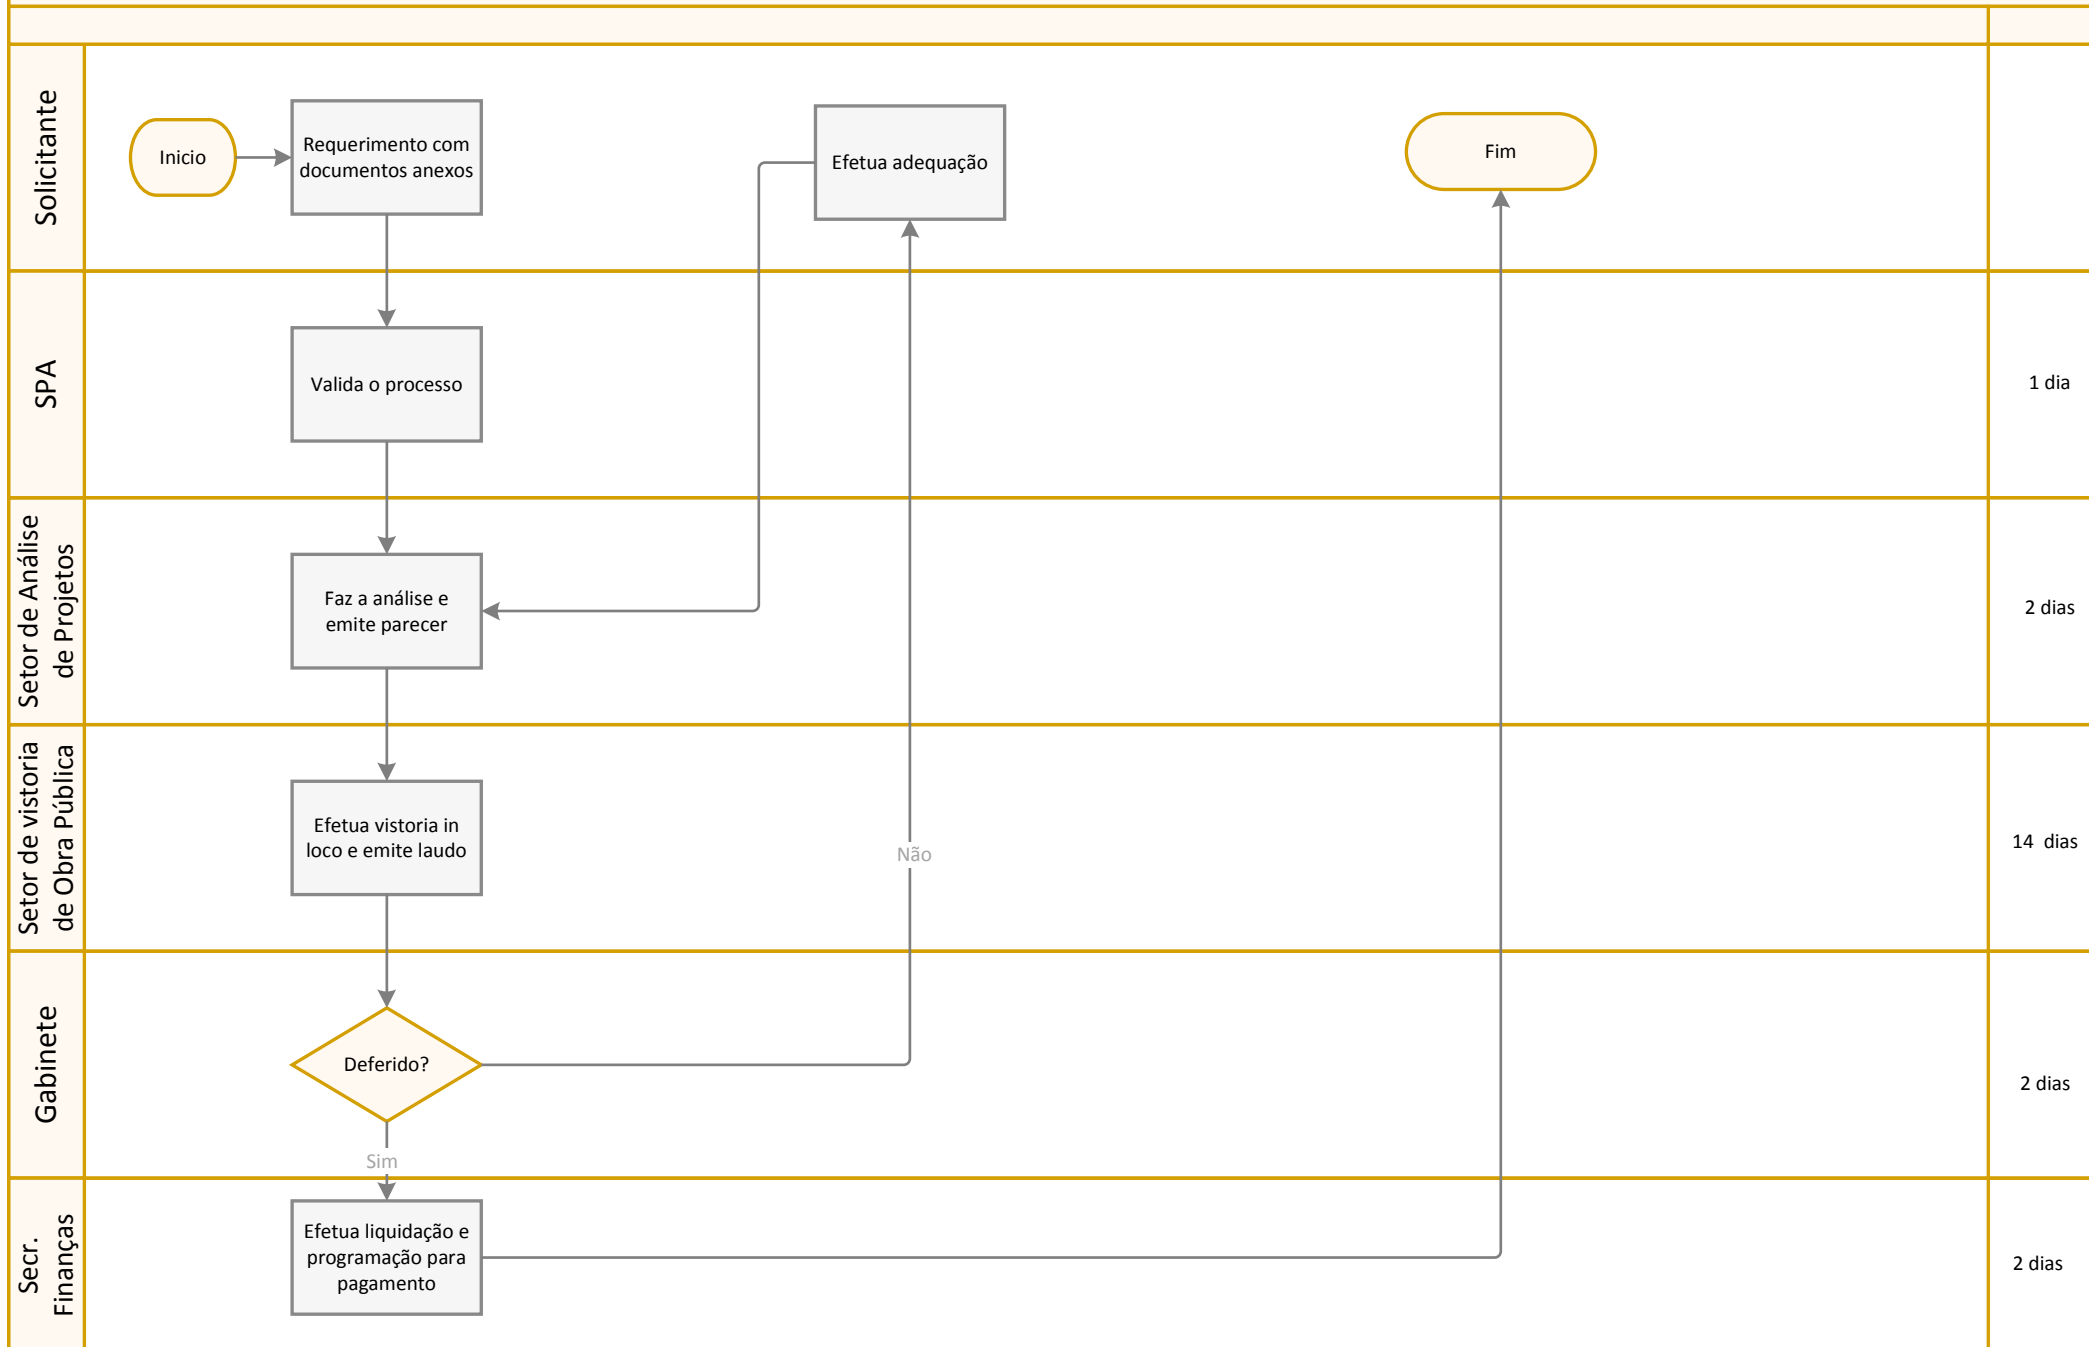 Solicitante
Inicio
Requerimento com
documentos anexos
Efetua adequação
Fim
SPA
Valida o processo
1 dia
Setor de Análise
de Projetos
Faz a análise e
emite parecer
2 dias
Setor de vistoria
de Obra Pública
Efetua vistoria in
loco e emite laudo
Não
14 dias
Gabinete
Deferido?
2 dias
Sim
Secr.
Finanças
Efetua liquidação e
programação para
pagamento
2 dias